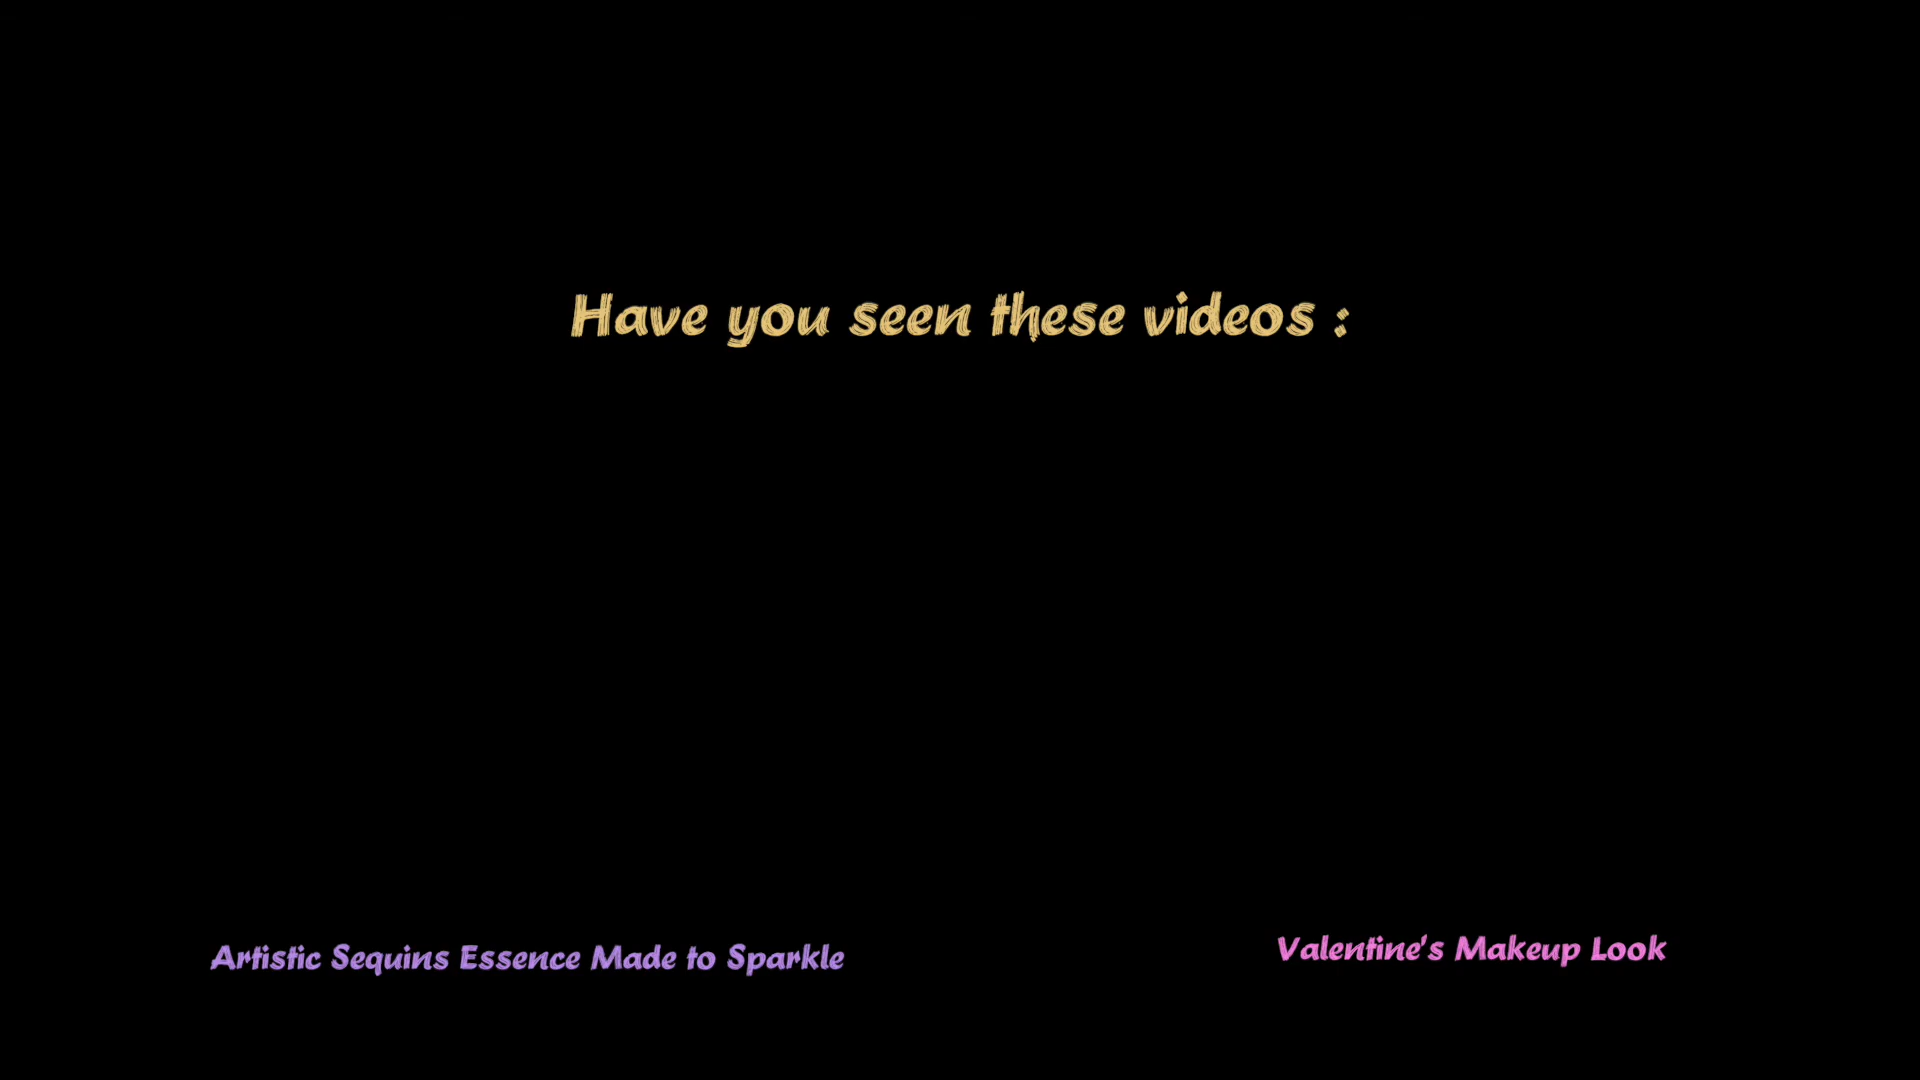 Have you seen these videos :
Artistic Sequins Essence Made to Sparkle
Valentine's Makeup Look